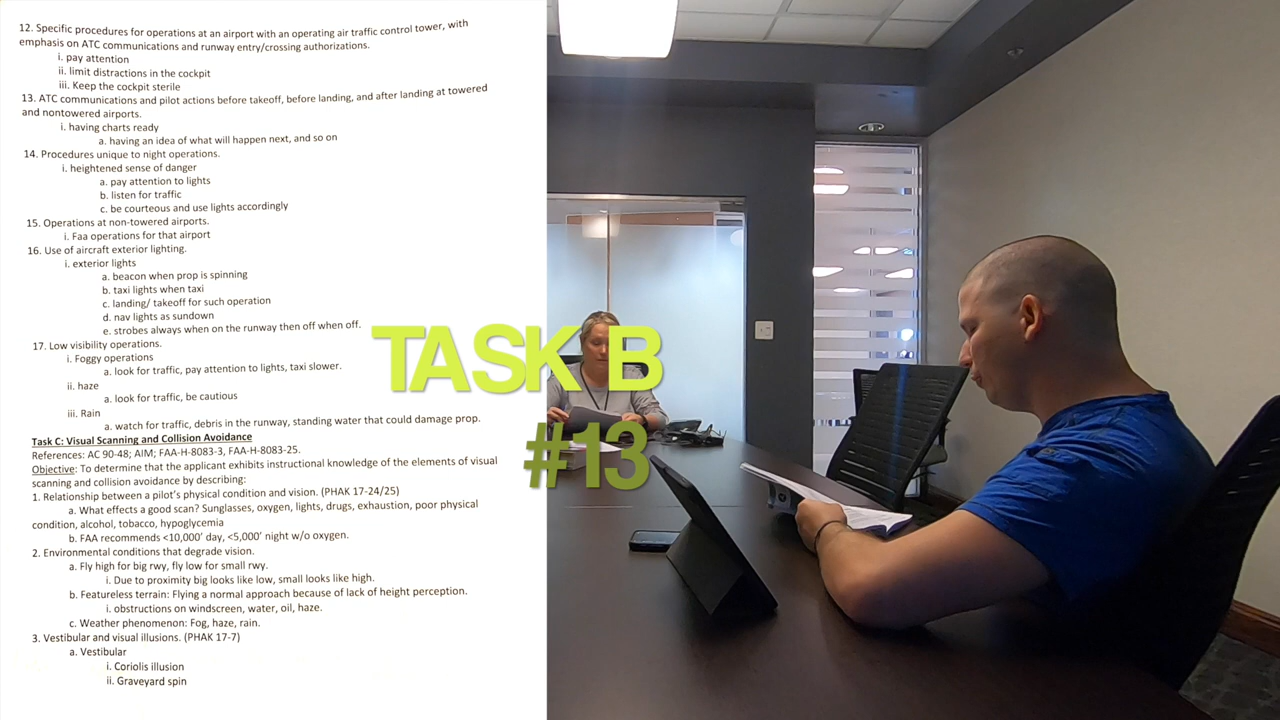 12. Specific procedures for operations at an airport with an operating air traffic control tower, with
emphasis on ATC communications and runway entry/crossing authorizations.
i. pay attention
ii. limit distractions in the cockpit
iii. Keep the cockpit sterile
13. ATC communications and pilot actions before takeoff, before landing, and after landing at towered
and nontowered airports.
i. having charts ready
a. having an idea of what will happen next, and so on
14. Procedures unique to night operations.
i. heightened sense of danger
a. pay attention to lights
b. listen for traffic
c. be courteous and use lights accordingly
15. Operations at non-towered airports.
i. Faa operations for that airport
16. Use of aircraft exterior lighting.
i. exterior lights
a. beacon when prop is spinning
b. taxi lights when taxi
c. landing/ takeoff for such operation
d. nav lights as sundown
e. strobes always when on the runway then off when off.
17. Low visibility operations.
i. Foggy operations
a. look for traffic, pay attention to lights, taxi slower.
ii. haze
a. look for traffic, be cautious
iii. Rain
a. watch for traffic, debris in the runway, standing water that could damage prop.
Task C: Visual Scanning and Collision Avoidance
References: AC 90-48; AIM; FAA-H-8083-3, FAA-H-8083-25.
Objective: To determine that the applicant exhibits instructional knowledge of the elements of visual
scanning and collision avoidance by describing:
1. Relationship between a pilot's physical condition and vision. (PHAK 17-24/25)
a. What effects a good scan? Sunglasses, oxygen, lights, drugs, exhaustion, poor physical
condition, alcohol, tobacco, hypoglycemia
b. FAA recommends <10,000' day, <5,000' night w/o oxygen.
2. Environmental conditions that degrade vision.
a. Fly high for big rwy, fly low for small rwy.
i. Due to proximity big looks like low, small looks like high.
b. Featureless terrain: Flying a normal approach because of lack of height perception.
i. obstructions on windscreen, water, oil, haze.
c. Weather phenomenon: Fog, haze, rain.
3. Vestibular and visual illusions. (PHAK 17-7)
a. Vestibular
i. Coriolis illusion
ii. Graveyard spin
TASK B
#13